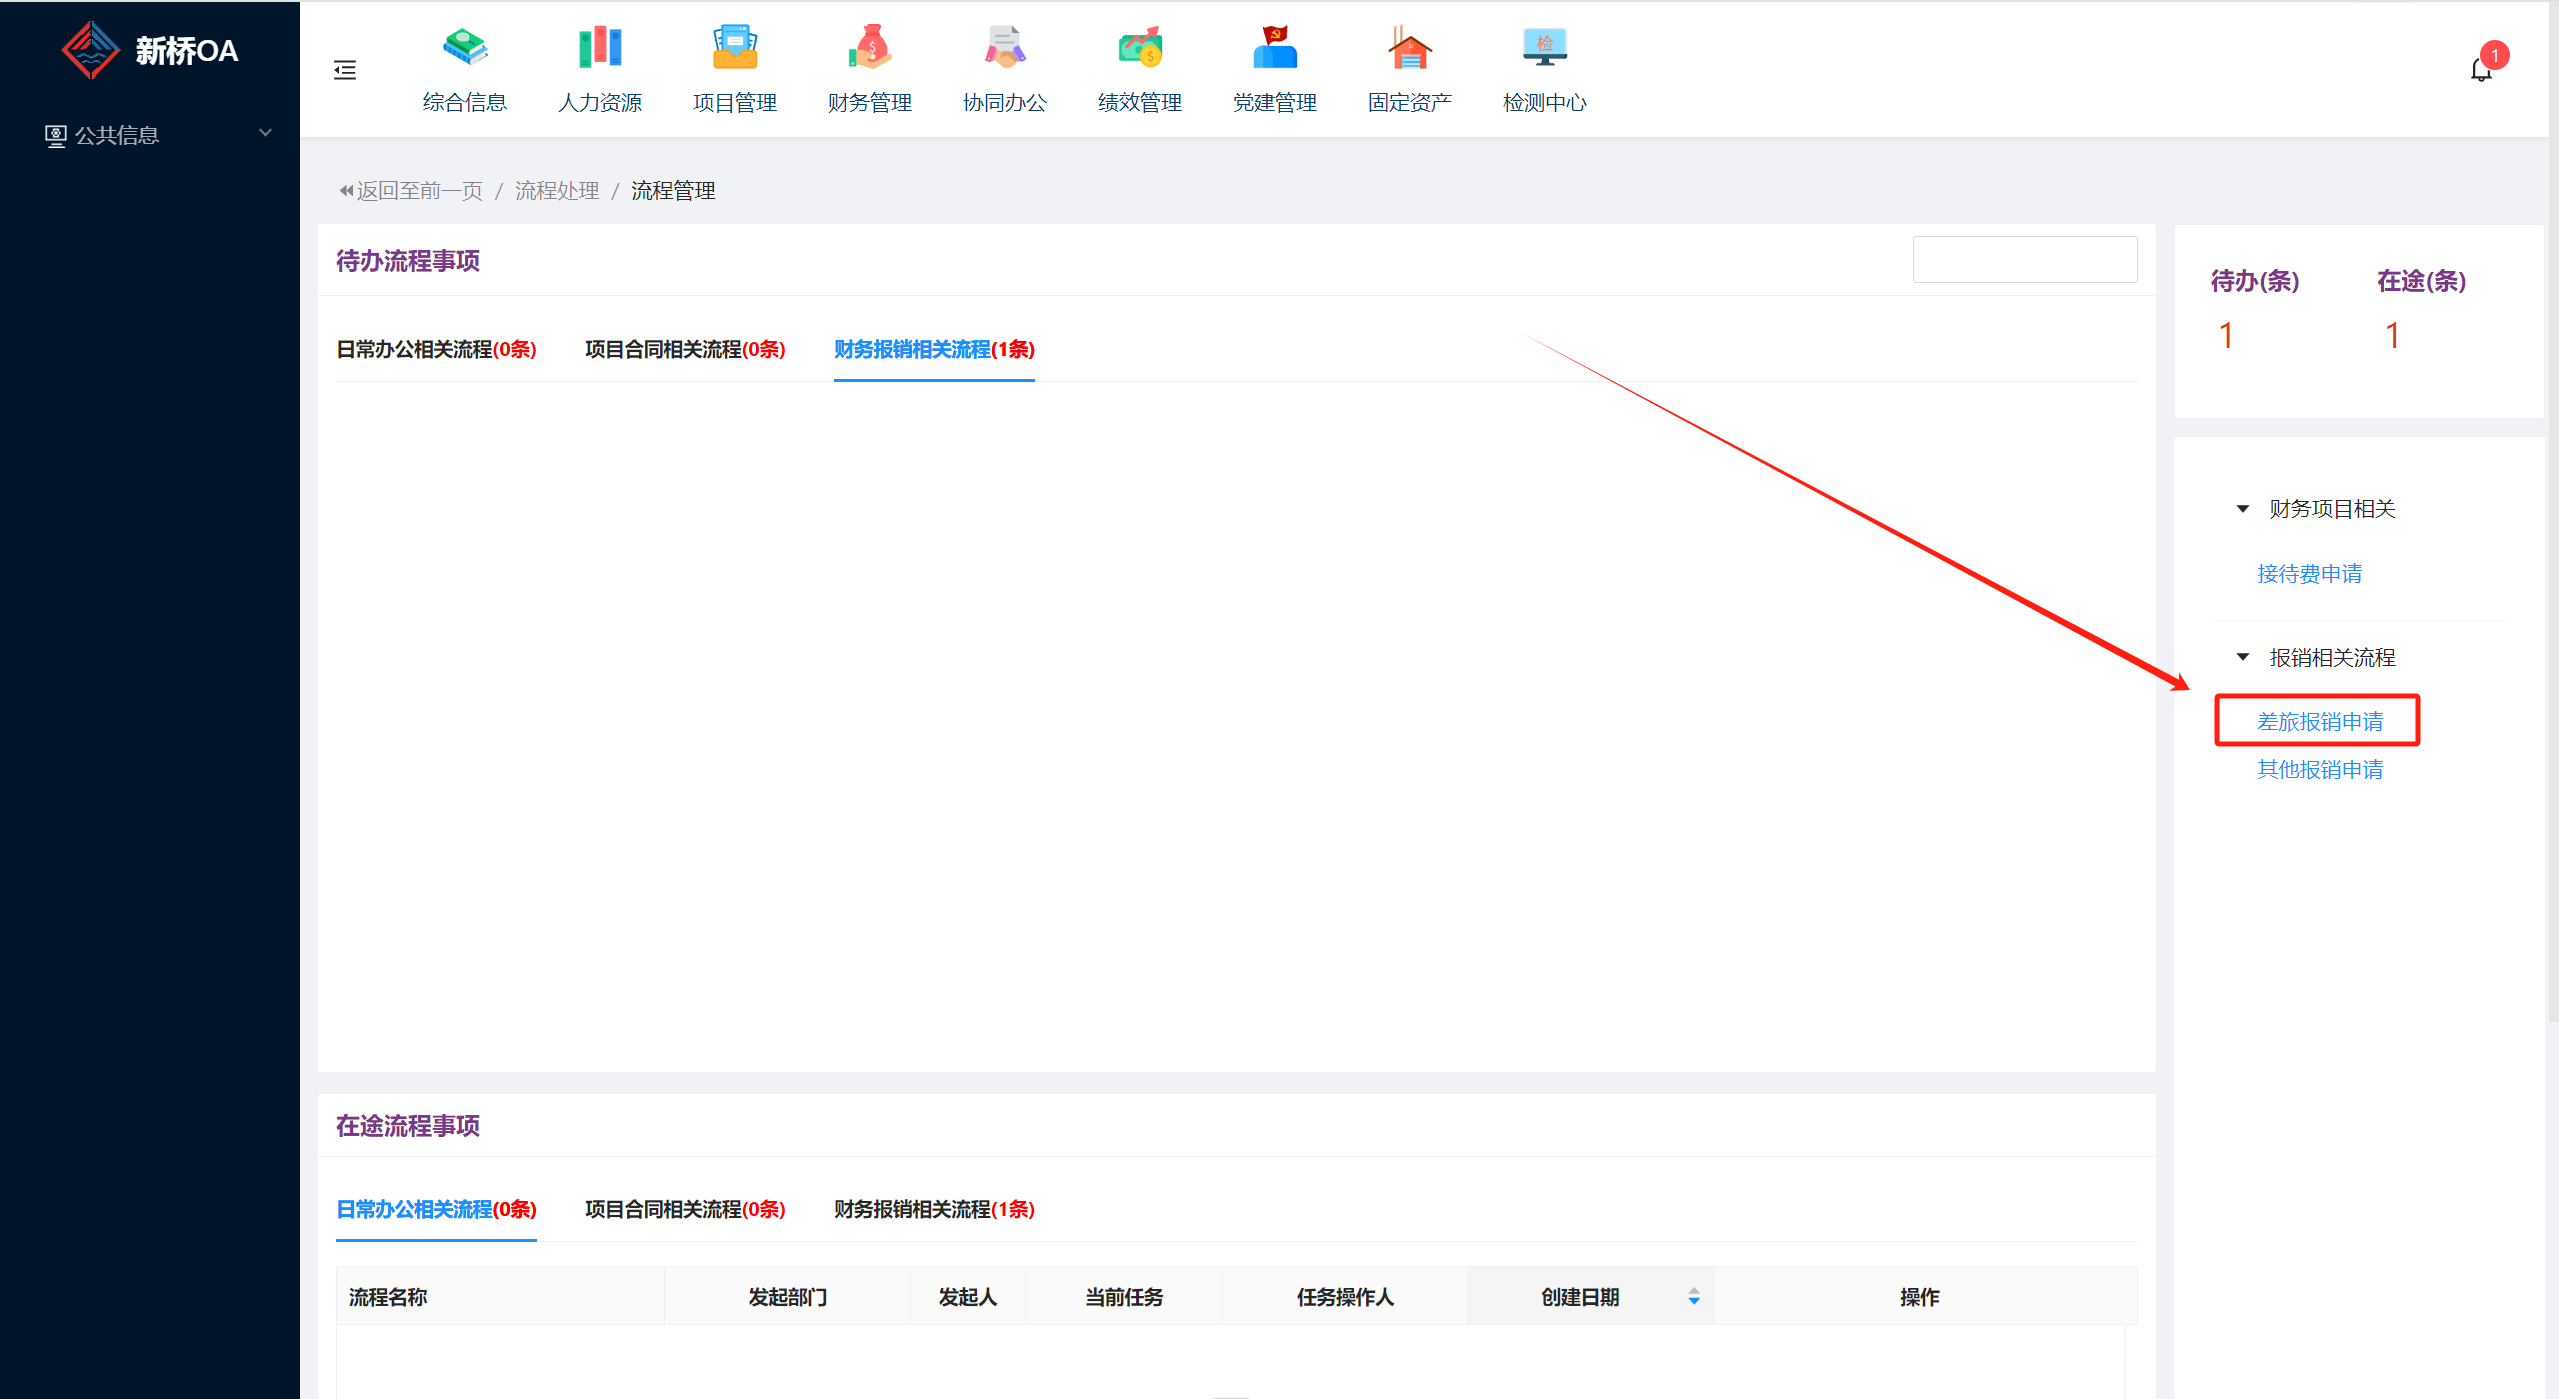 新桥OA
公共信息
综合信息 人力资源 项目管理 财务管理 协同办公 绩效管理 党建管理 固定资产 检测中心
检
1
返回至前一页 / 流程处理 / 流程管理
待办流程事项
日常办公相关流程(0条) 项目合同相关流程(0条) 财务报销相关流程(1条)
待办(条) 在途(条)
1 1
财务项目相关
接待费申请
报销相关流程
差旅报销申请
其他报销申请
在途流程事项
日常办公相关流程(0条) 项目合同相关流程(0条) 财务报销相关流程(1条)
流程名称 发起部门 发起人 当前任务 任务操作人 创建日期 操作